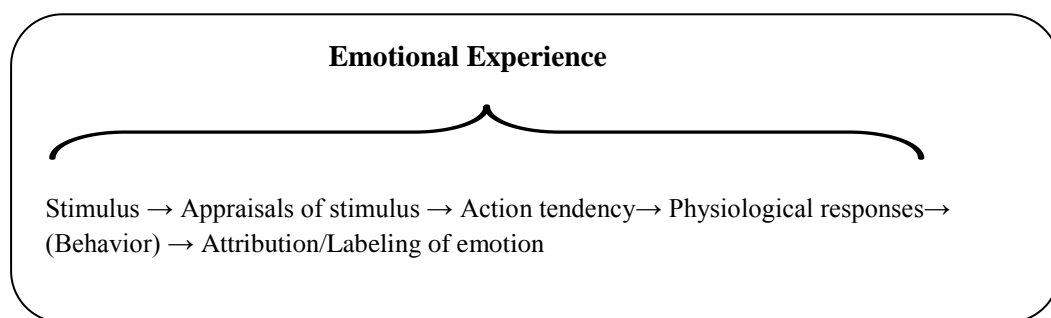 Emotional Experience
Stimulus → Appraisals of stimulus → Action tendency→ Physiological responses→
(Behavior) → Attribution/Labeling of emotion